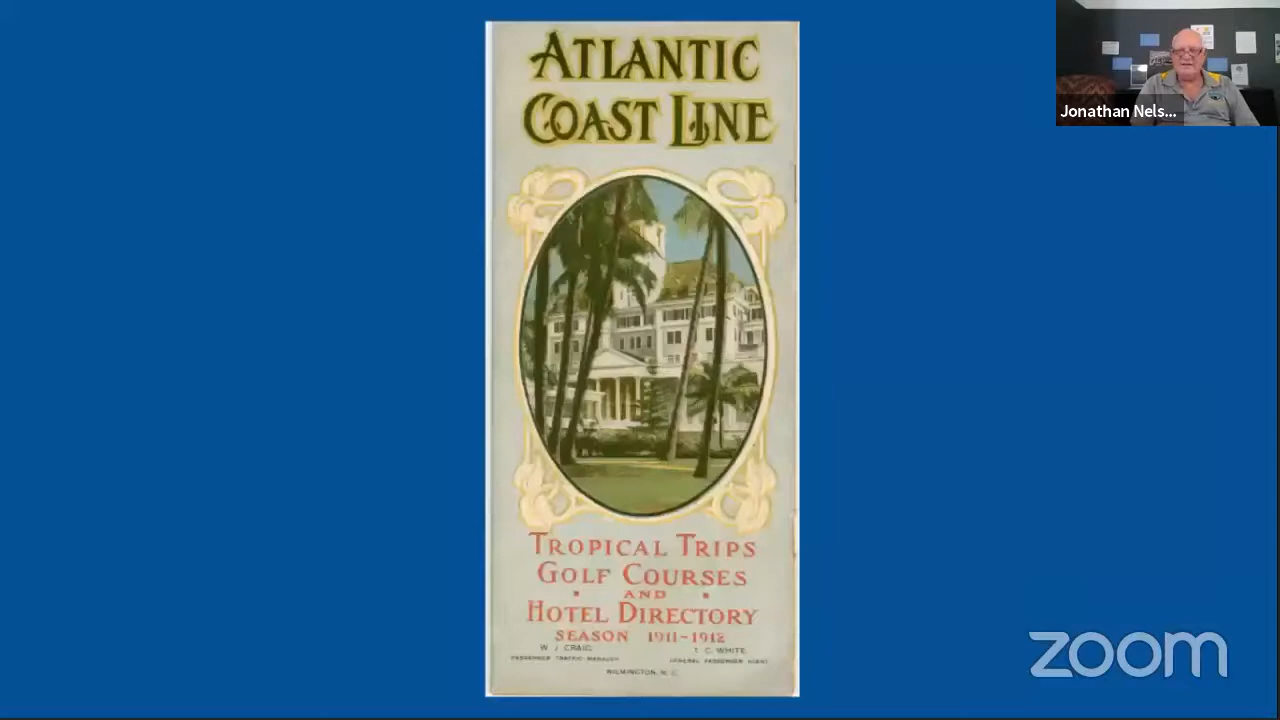 ATLANTIC
COAST LINE
TROPICAL TRIPS
GOLF COURSES
AND
HOTEL DIRECTORY
SEASON 1911-1912
W. J. CRAIG,
PASSENGER TRAFFIC MANAGER
T. C. WHITE,
GENERAL PASSENGER AGENT
WILMINGTON, N. C.
Jonathan Nels...
zoom